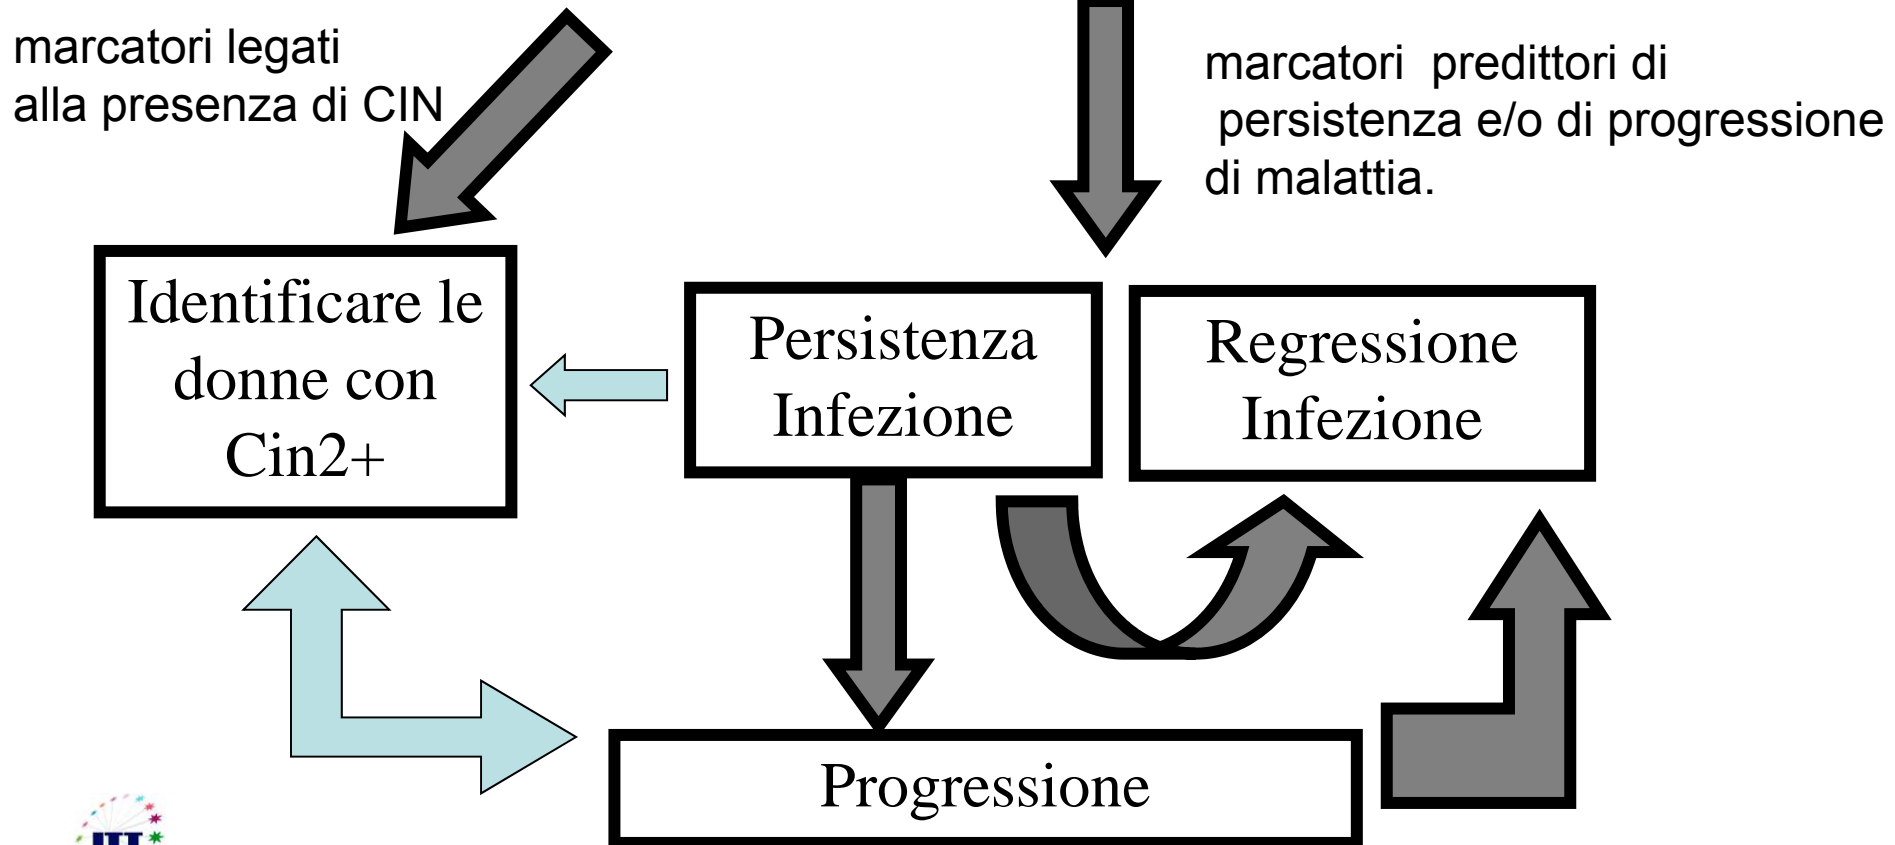 marcatori legati
alla presenza di CIN
marcatori  predittori di
persistenza e/o di progressione
di malattia.
Identificare le
donne con
Cin2+
Persistenza
Infezione
Regressione
Infezione
Progressione